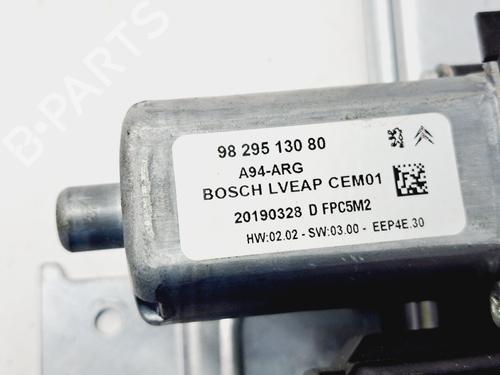 B-PARTS
98 295 130 80
A94-ARG
BOSCH LVEAP CEM01
20190328 D FPC5M2
HW:02.02 - SW:03.00 - EEP4E.30